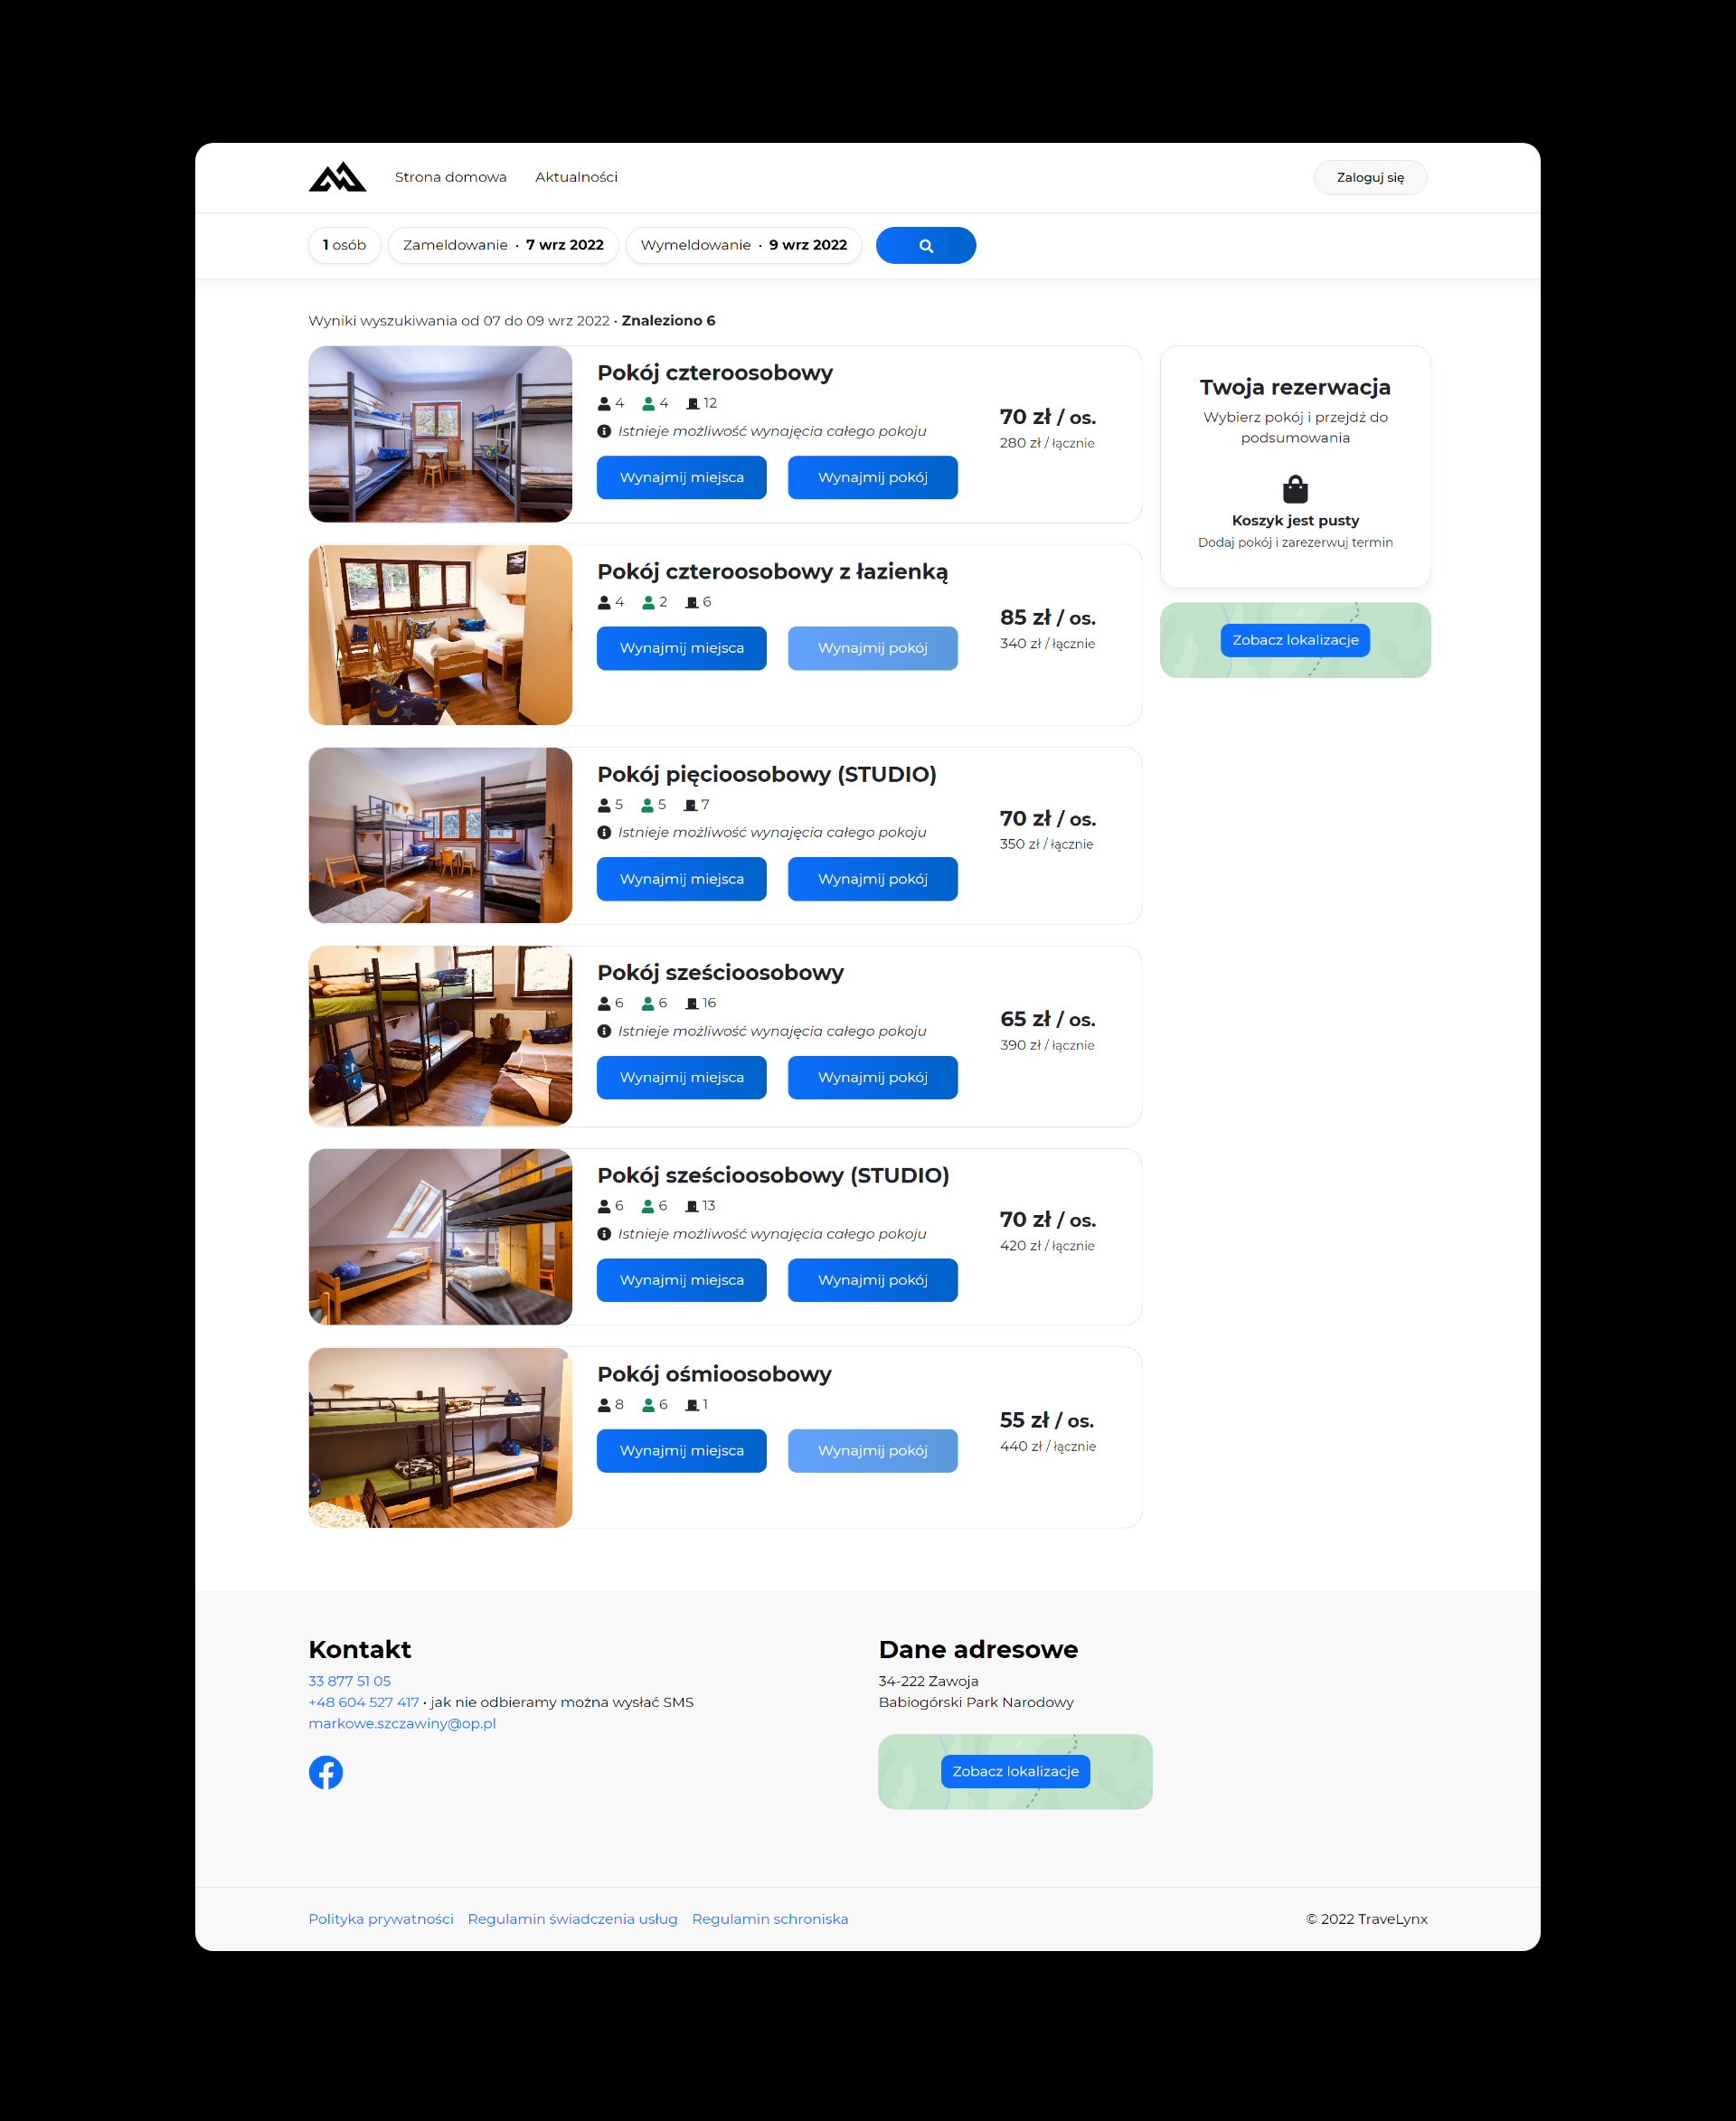 Strona domowa Aktualności Zaloguj się
1 osób Zameldowanie · 7 wrz 2022 Wymeldowanie · 9 wrz 2022
Wyniki wyszukiwania od 07 do 09 wrz 2022 · Znaleziono 6
Pokój czteroosobowy
4 4 12
Istnieje możliwość wynajęcia całego pokoju
Wynajmij miejsca Wynajmij pokój
70 zł / os.
280 zł / łącznie
Pokój czteroosobowy z łazienką
4 2 6
Wynajmij miejsca Wynajmij pokój
85 zł / os.
340 zł / łącznie
Pokój pięcioosobowy (STUDIO)
5 5 7
Istnieje możliwość wynajęcia całego pokoju
Wynajmij miejsca Wynajmij pokój
70 zł / os.
350 zł / łącznie
Pokój sześcioosobowy
6 6 16
Istnieje możliwość wynajęcia całego pokoju
Wynajmij miejsca Wynajmij pokój
65 zł / os.
390 zł / łącznie
Pokój sześcioosobowy (STUDIO)
6 6 13
Istnieje możliwość wynajęcia całego pokoju
Wynajmij miejsca Wynajmij pokój
70 zł / os.
420 zł / łącznie
Pokój ośmioosobowy
8 6 1
Wynajmij miejsca Wynajmij pokój
55 zł / os.
440 zł / łącznie
Twoja rezerwacja
Wybierz pokój i przejdź do
podsumowania
Koszyk jest pusty
Dodaj pokój i zarezerwuj termin
Zobacz lokalizacje
Kontakt
33 877 51 05
+48 604 527 417 · jak nie odbieramy można wysłać SMS
markowe.szczawiny@op.pl
Dane adresowe
34-222 Zawoja
Babiogórski Park Narodowy
Zobacz lokalizacje
Polityka prywatności Regulamin świadczenia usług Regulamin schroniska © 2022 TraveLynx